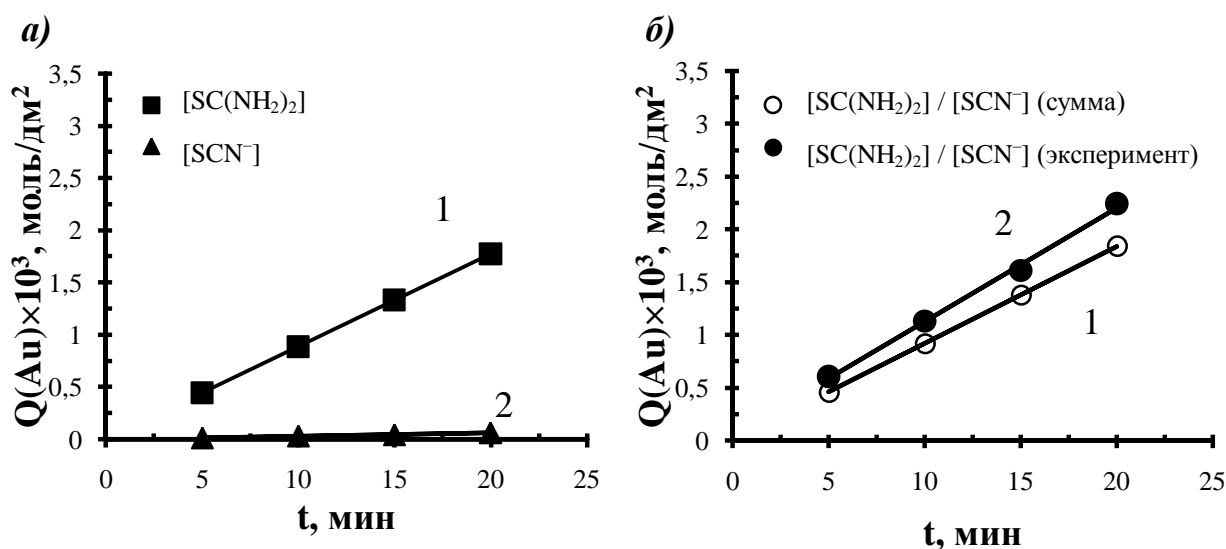 а)
Q(Au)×10³, моль/дм²
3,5
3
2,5
2
1,5
1
0,5
0
[SC(NH₂)₂]
[SCN⁻]
1
2
0 5 10 15 20 25
t, мин
б)
Q(Au)×10³, моль/дм²
3,5
3
2,5
2
1,5
1
0,5
0
[SC(NH₂)₂] / [SCN⁻] (сумма)
[SC(NH₂)₂] / [SCN⁻] (эксперимент)
2
1
0 5 10 15 20 25
t, мин